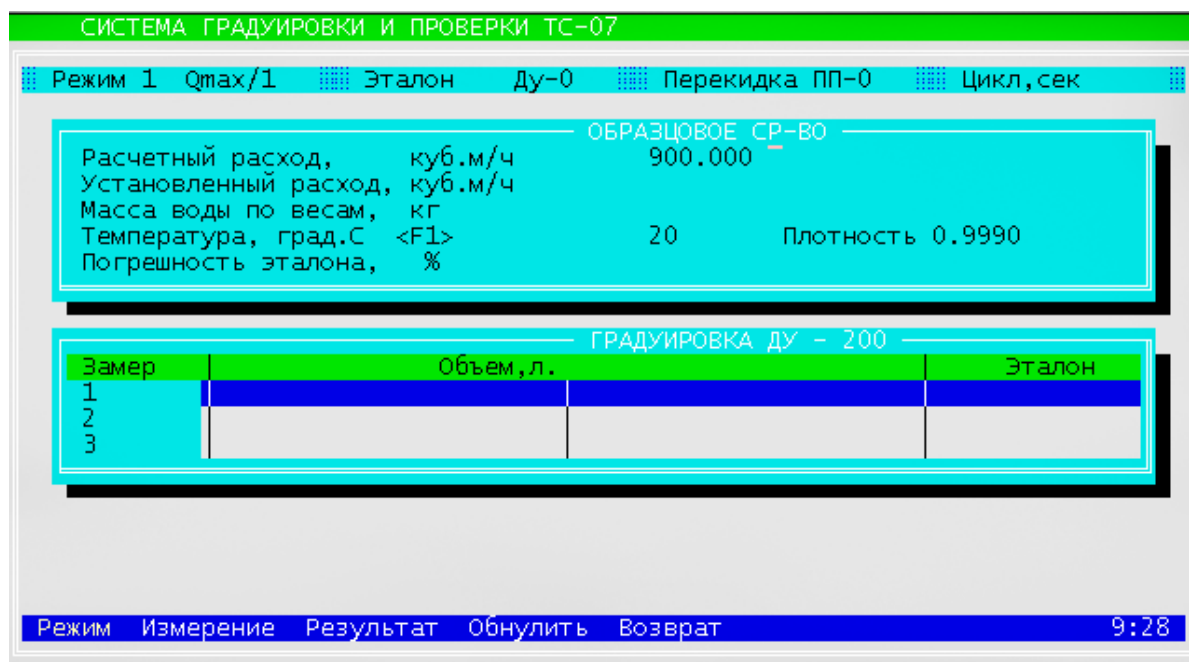 СИСТЕМА ГРАДУИРОВКИ И ПРОВЕРКИ ТС-07
Режим 1 Qmax/1 Эталон Ду-0 Перекидка ПП-0 Цикл,сек
ОБРАЗЦОВОЕ СР-ВО
Расчетный расход, куб.м/ч 900.000
Установленный расход, куб.м/ч
Масса воды по весам, кг
Температура, град.С <F1> 20 Плотность 0.9990
Погрешность эталона, %
ГРАДУИРОВКА ДУ - 200
Замер Объем,л. Эталон
1
2
3
Режим Измерение Результат Обнулить Возврат 9:28